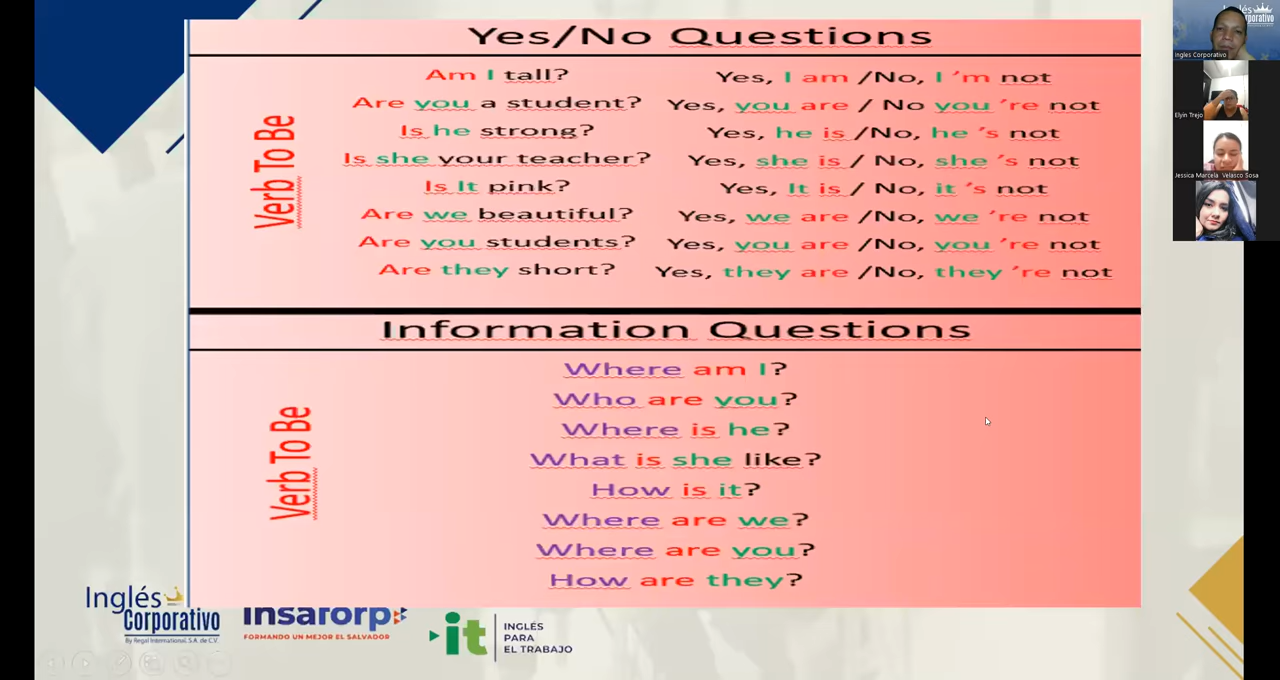 Yes/No Questions
Verb To Be
Am I tall? Yes, I am /No, I 'm not
Are you a student? Yes, you are / No you 're not
Is he strong? Yes, he is /No, he 's not
Is she your teacher? Yes, she is / No, she 's not
Is It pink? Yes, It is / No, it 's not
Are we beautiful? Yes, we are /No, we 're not
Are you students? Yes, you are /No, you 're not
Are they short? Yes, they are /No, they 're not
Information Questions
Verb To Be
Where am I?
Who are you?
Where is he?
What is she like?
How is it?
Where are we?
Where are you?
How are they?
Inglés
Corporativo
By Regal International, S.A. de C.V.
insaforp
FORMANDO UN MEJOR EL SALVADOR
it
INGLÉS
PARA
EL TRABAJO
Ingles Corporativo
Elyin Trejo
Jessica Marcela Velasco Sosa